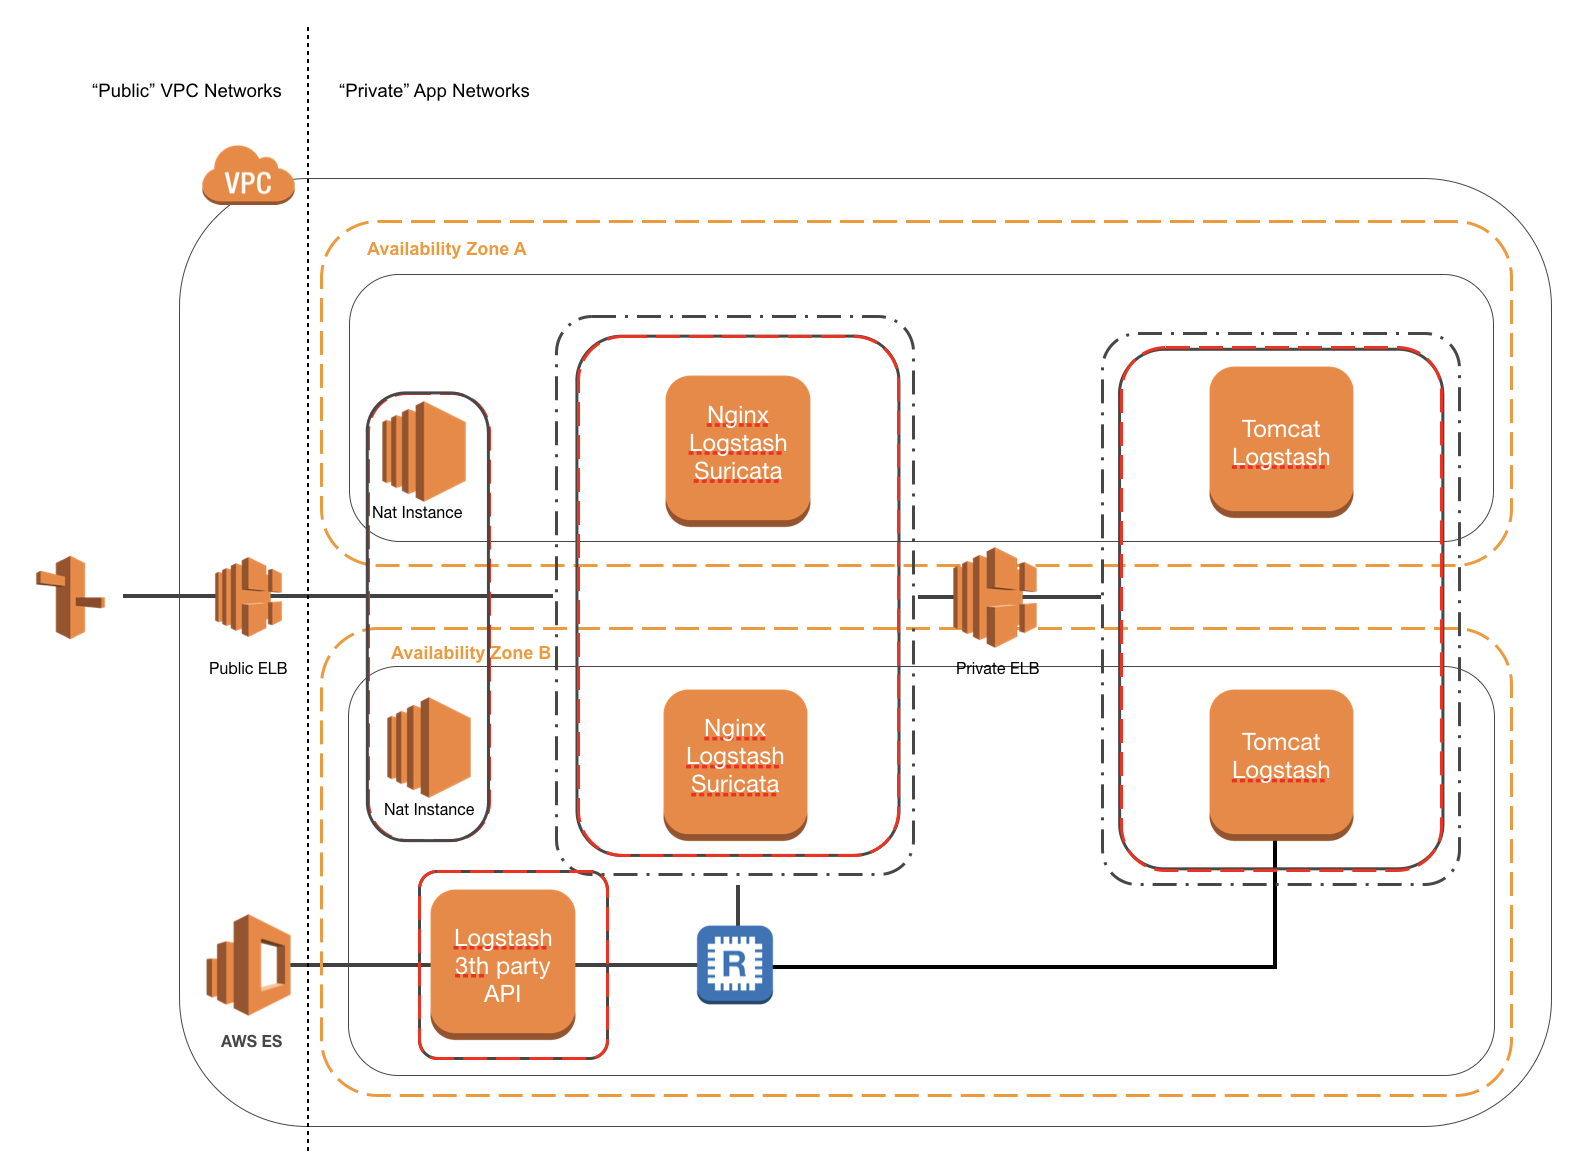 “Public” VPC Networks
“Private” App Networks
VPC
Availability Zone A
Nginx
Logstash
Suricata
Tomcat
Logstash
Nat Instance
Public ELB
Availability Zone B
Private ELB
Nginx
Logstash
Suricata
Tomcat
Logstash
Nat Instance
Logstash
3th party
API
R
AWS ES